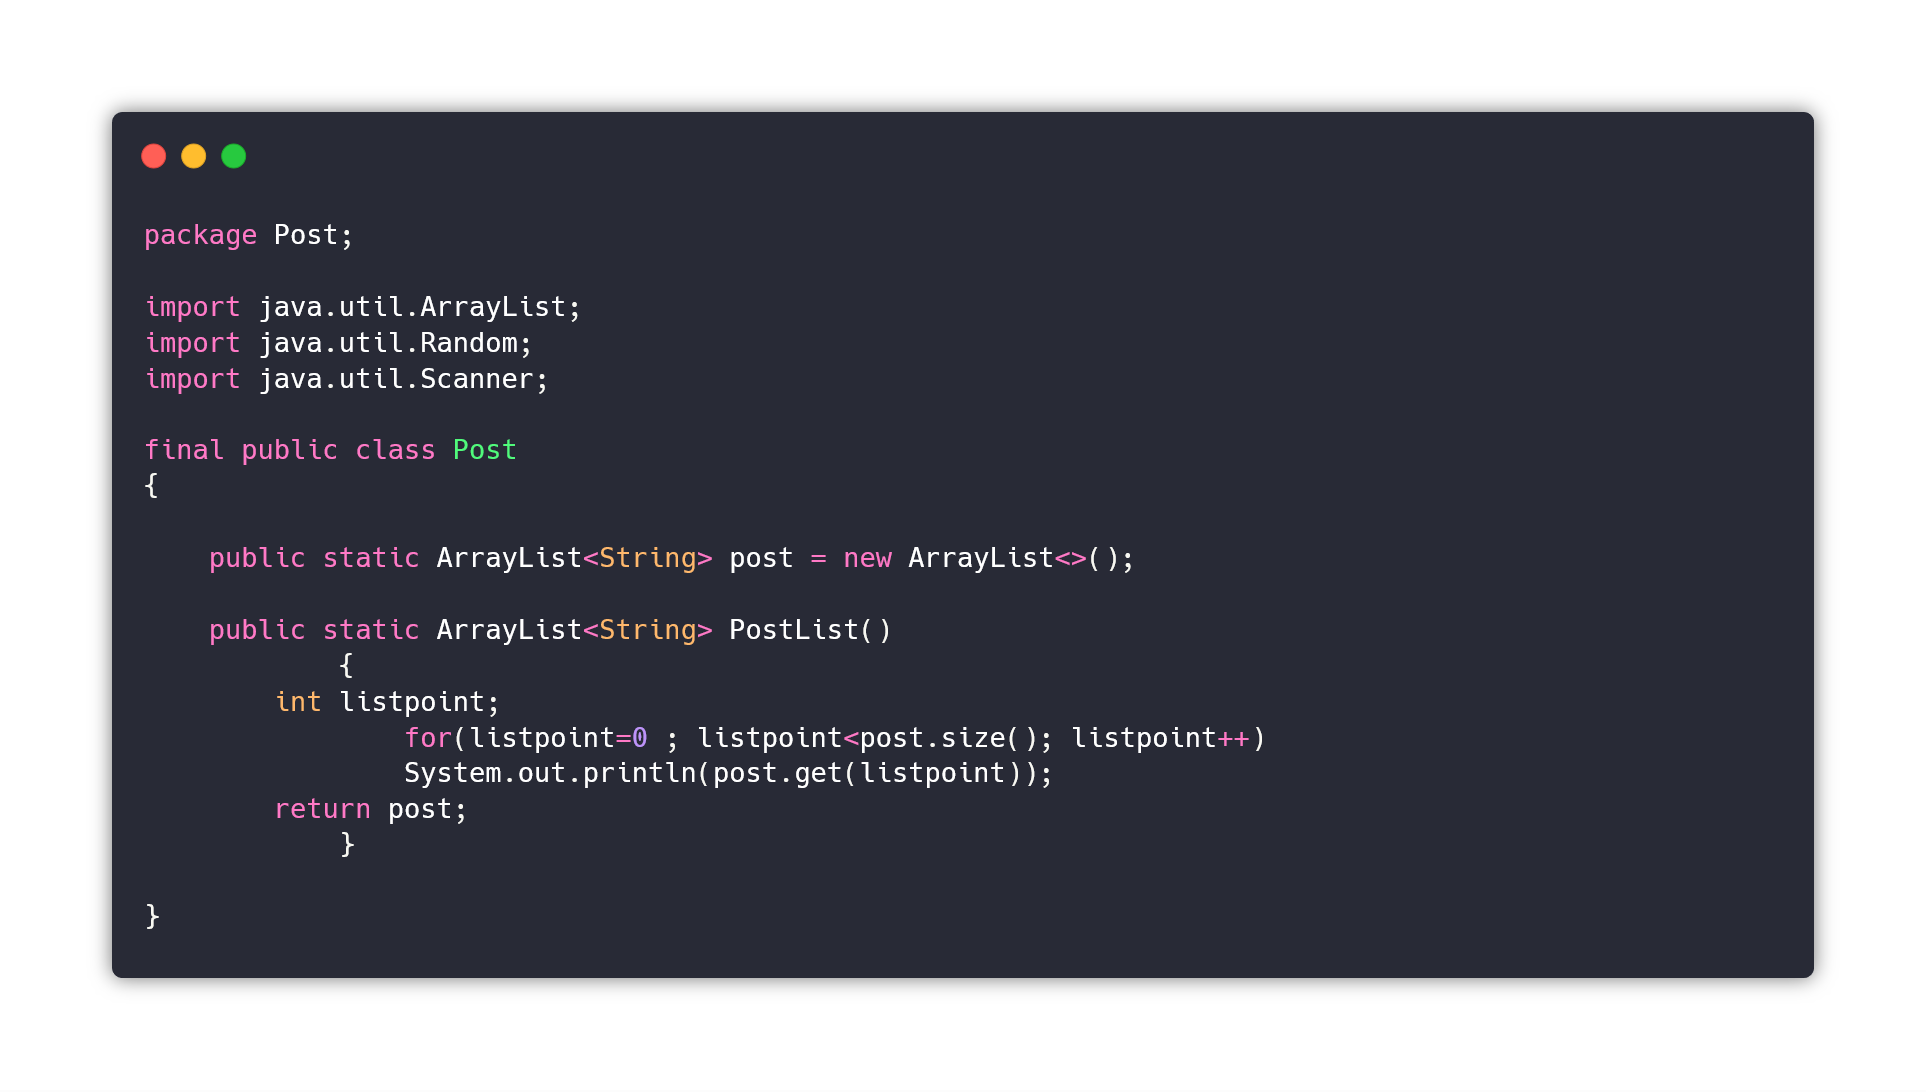 package Post;
import java.util.ArrayList;
import java.util.Random;
import java.util.Scanner;
final public class Post
{
public static ArrayList<String> post = new ArrayList<>();
public static ArrayList<String> PostList()
{
int listpoint;
for(listpoint=0 ; listpoint<post.size(); listpoint++)
System.out.println(post.get(listpoint));
return post;
}
}